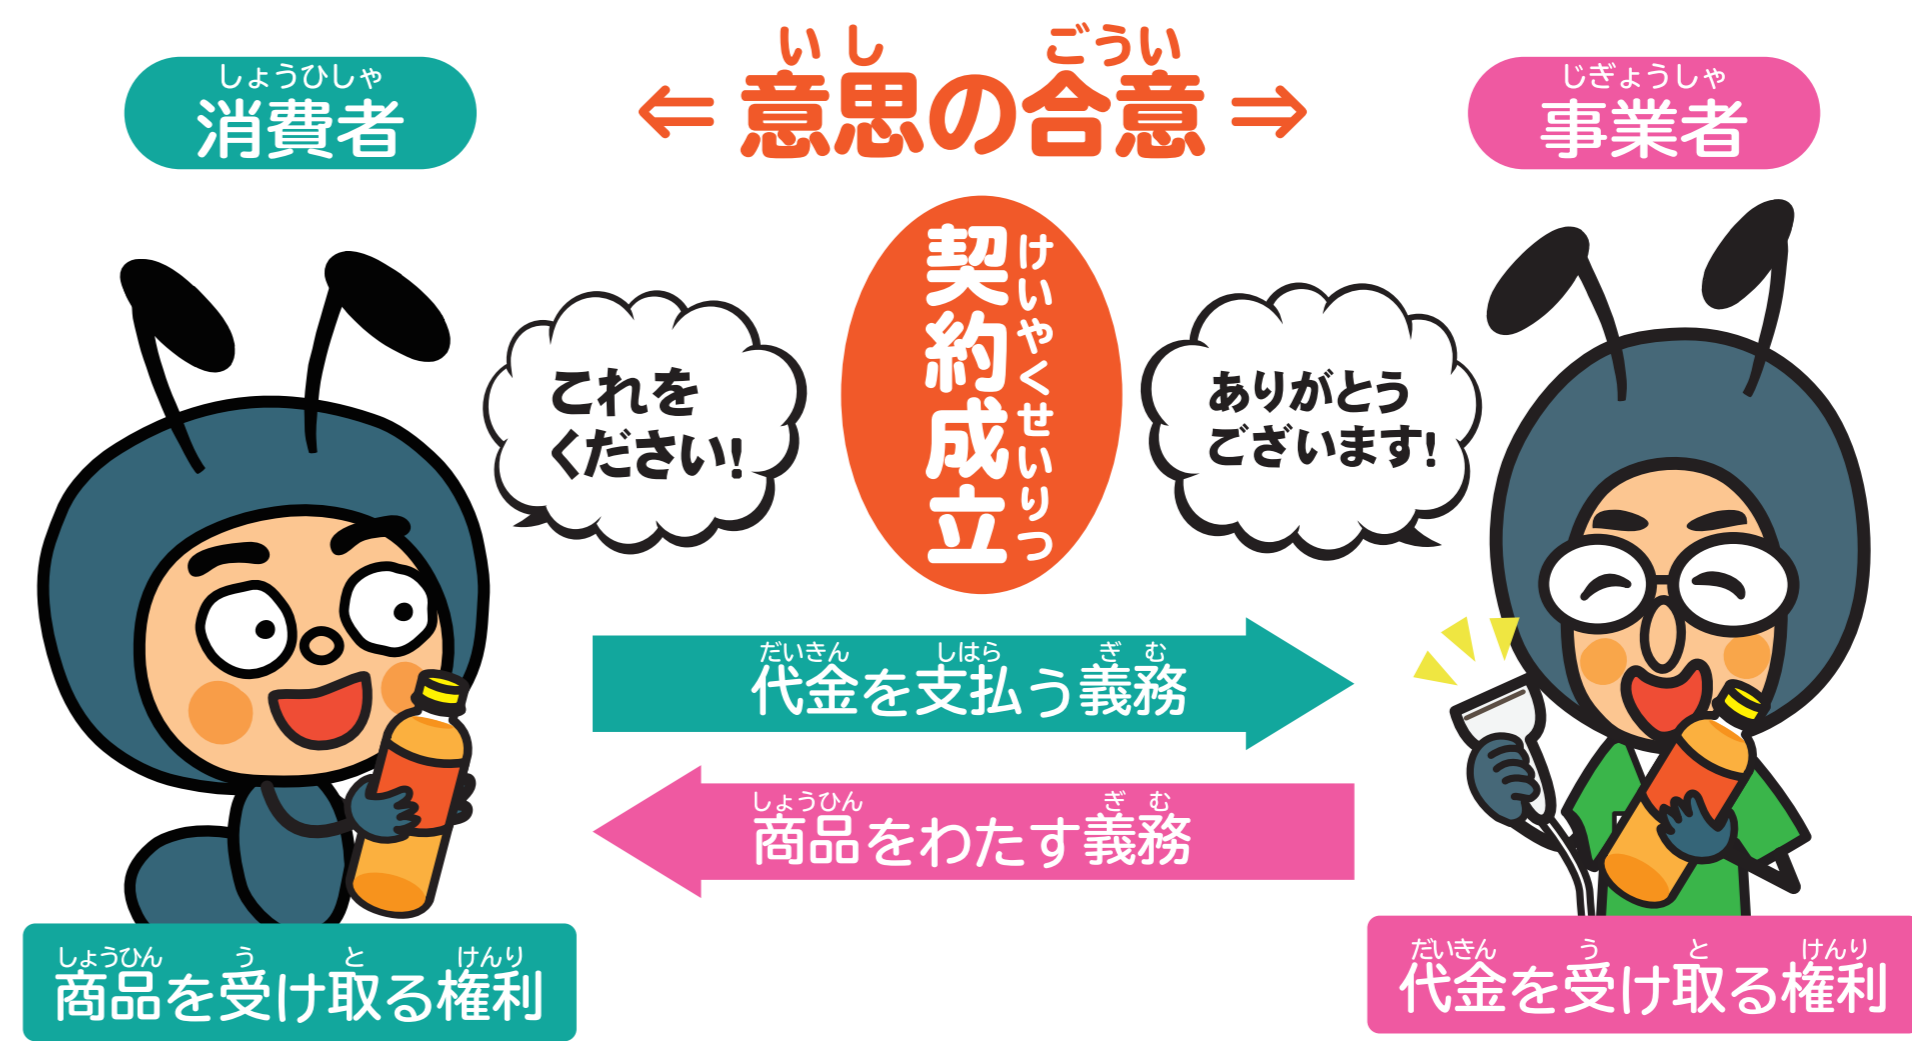 しょうひしゃ
消費者
いし ごうい
⇐ 意思の合意 ⇒
じぎょうしゃ
事業者
これを
ください!
契約成立
けいやくせいりつ
ありがとう
ございます!
だいきん しはら ぎむ
代金を支払う義務
しょうひん ぎむ
商品をわたす義務
しょうひん う と けんり
商品を受け取る権利
だいきん う と けんり
代金を受け取る権利